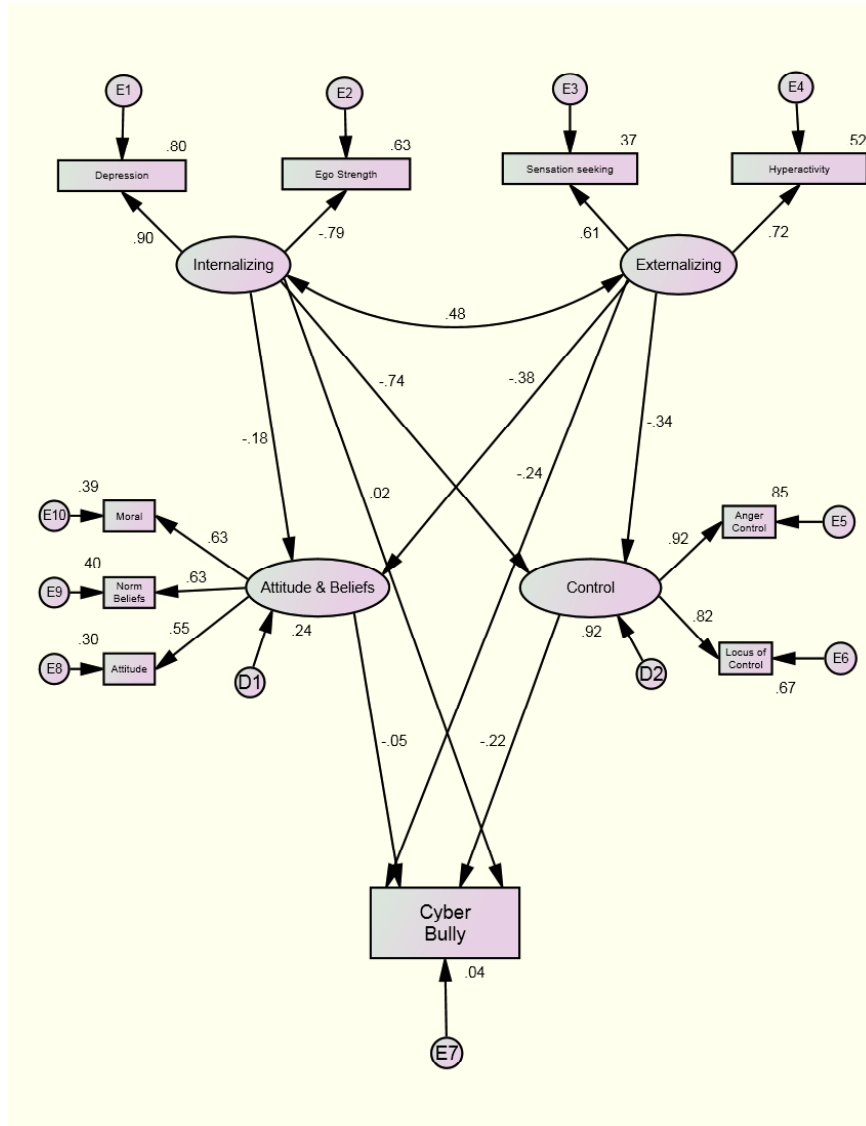 E1
E2
E3
E4
.80
.63
.37
.52
Depression
Ego Strength
Sensation seeking
Hyperactivity
.90
-.79
.61
.72
Internalizing
Externalizing
.48
-.74
-.38
-.34
-.18
.02
-.24
.39
.85
E10
Moral
Anger
Control
E5
.63
.92
.40
E9
Norm
Beliefs
.63
Attitude & Beliefs
Control
.30
.55
.24
.92
.82
E8
Attitude
Locus of
Control
E6
D1
D2
.67
-.05
-.22
Cyber
Bully
.04
E7